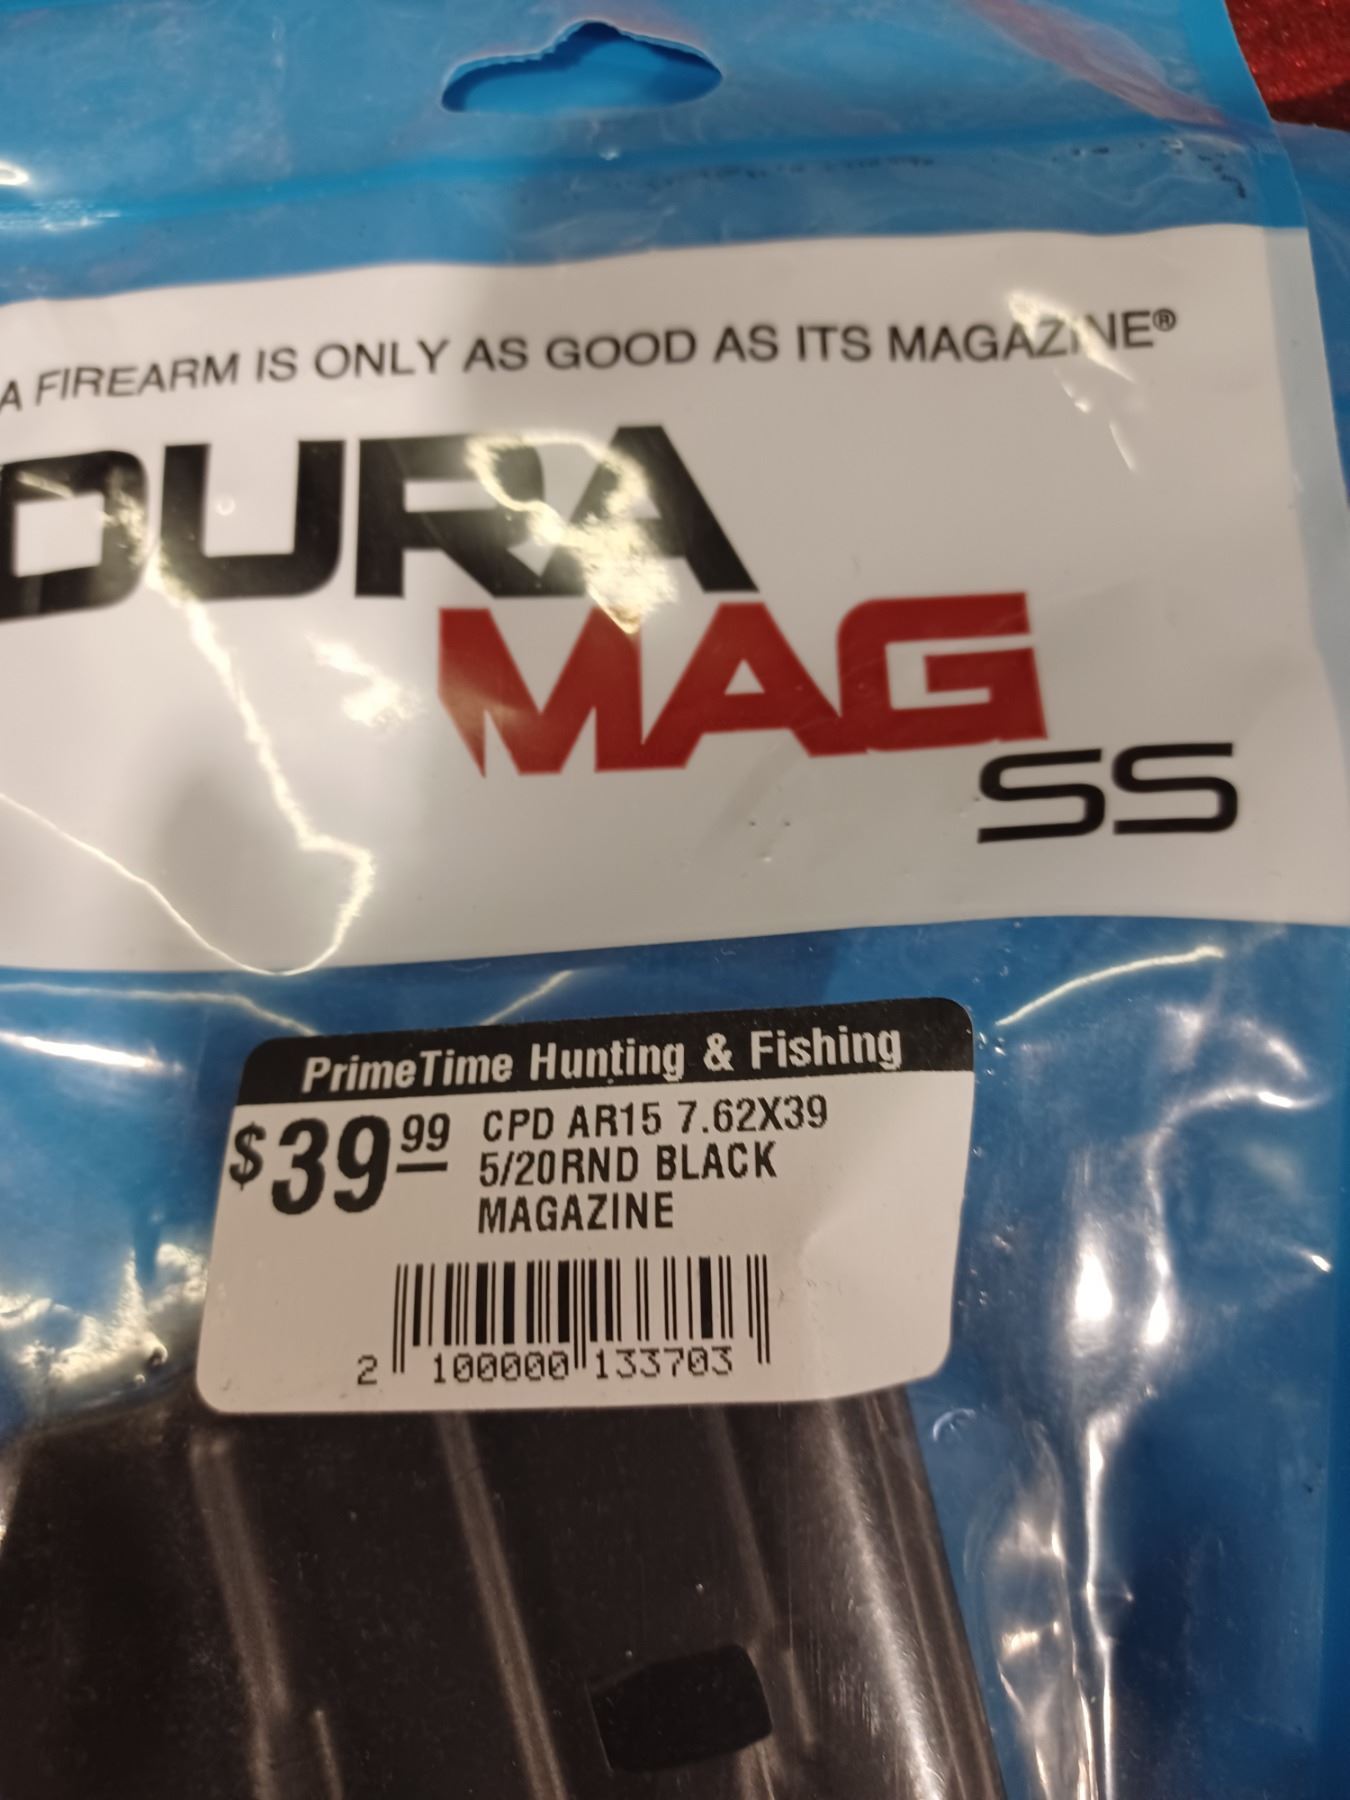 A FIREARM IS ONLY AS GOOD AS ITS MAGAZINE®
DURA
MAG
SS
PrimeTime Hunting & Fishing
$39.99 CPD AR15 7.62X39
5/20RND BLACK
MAGAZINE
2 100000 133703